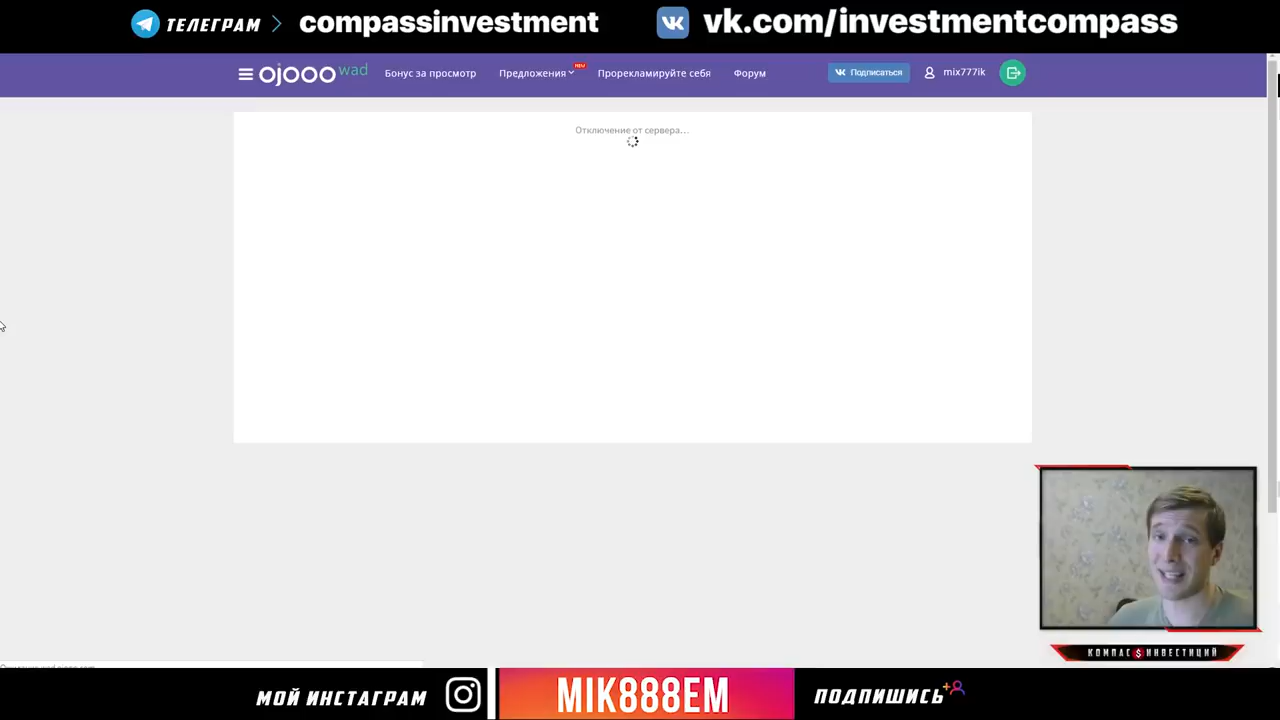 ТЕЛЕГРАМ compassinvestment
vk.com/investmentcompass
ojooo wad
Бонус за просмотр
Предложения
NEW
Прорекламируйте себя
Форум
Подписаться
mix777ik
Отключение от сервера...
КОМПАС $ ИНВЕСТИЦИЙ
МОЙ ИНСТАГРАМ
MIK888EM
ПОДПИШИСЬ